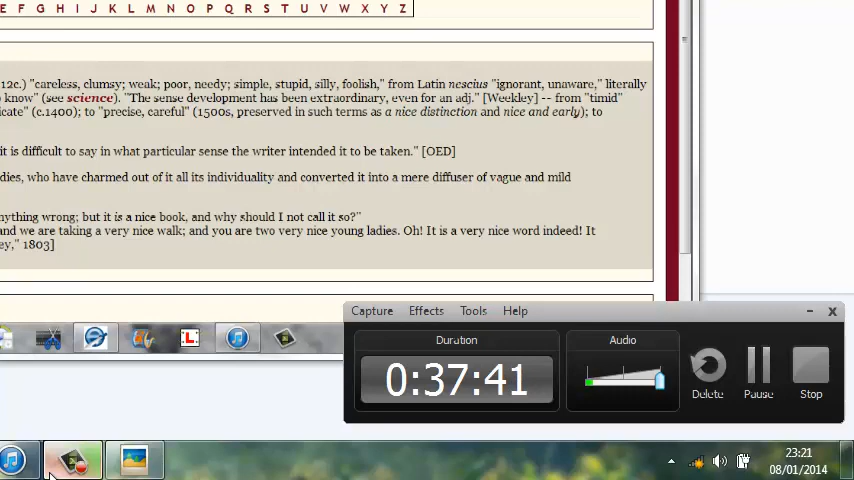 E F G H I J K L M N O P Q R S T U V W X Y Z
12c.) "careless, clumsy; weak; poor, needy; simple, stupid, silly, foolish," from Latin nescius "ignorant, unaware," literally
know" (see science). "The sense development has been extraordinary, even for an adj." [Weekley] -- from "timid"
icate" (c.1400); to "precise, careful" (1500s, preserved in such terms as a nice distinction and nice and early); to
it is difficult to say in what particular sense the writer intended it to be taken." [OED]
dies, who have charmed out of it all its individuality and converted it into a mere diffuser of vague and mild
nything wrong; but it is a nice book, and why should I not call it so?"
and we are taking a very nice walk; and you are two very nice young ladies. Oh! It is a very nice word indeed! It
ey," 1803]
Capture Effects Tools Help
Duration
Audio
0:37:41
Delete Pause Stop
L
23:21
08/01/2014